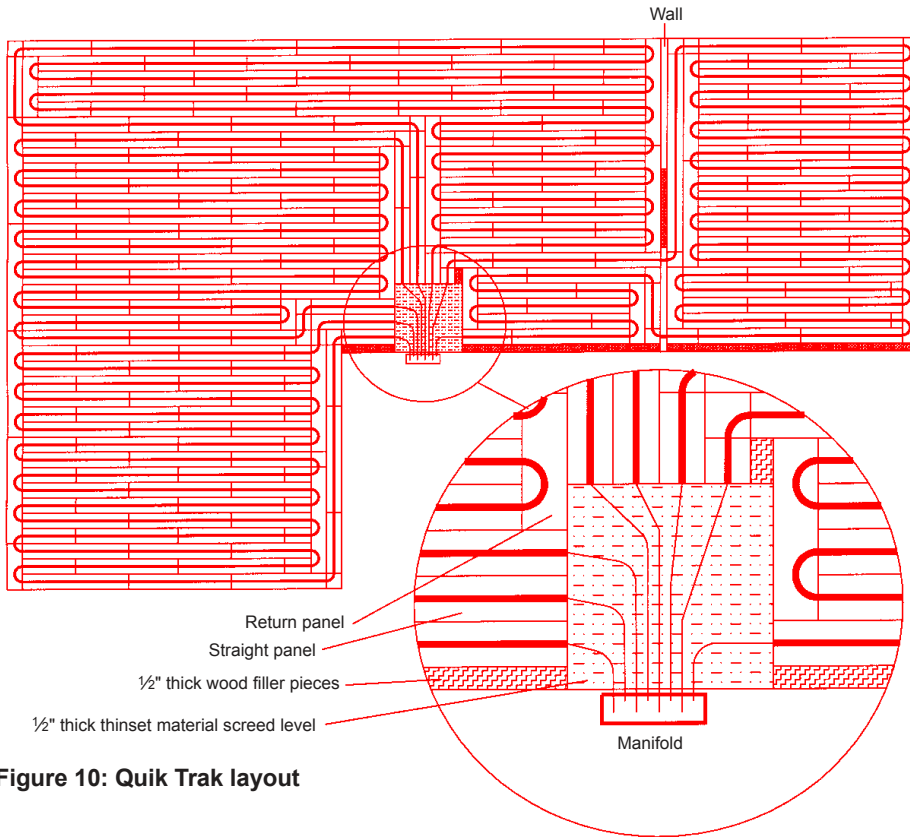 Wall
Return panel
Straight panel
½" thick wood filler pieces
½" thick thinset material screed level
Manifold
Figure 10: Quik Trak layout